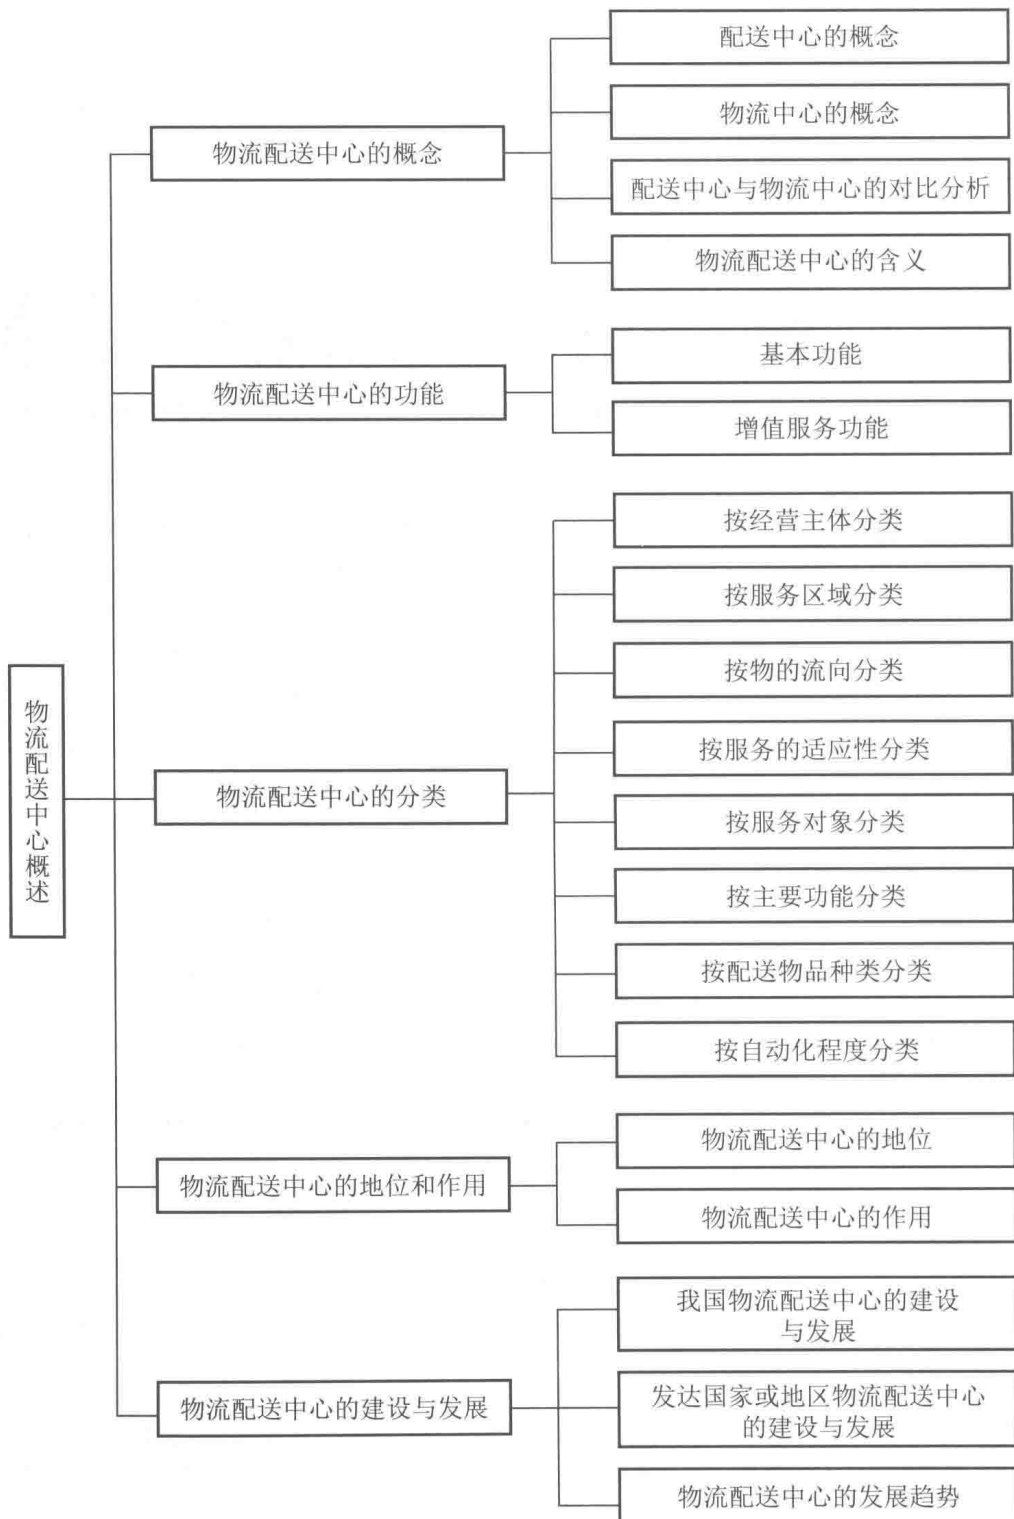 物流配送中心概述
物流配送中心的概念
配送中心的概念
物流中心的概念
配送中心与物流中心的对比分析
物流配送中心的含义
物流配送中心的功能
基本功能
增值服务功能
物流配送中心的分类
按经营主体分类
按服务区域分类
按物的流向分类
按服务的适应性分类
按服务对象分类
按主要功能分类
按配送物品种类分类
按自动化程度分类
物流配送中心的地位和作用
物流配送中心的地位
物流配送中心的作用
物流配送中心的建设与发展
我国物流配送中心的建设
与发展
发达国家或地区物流配送中心
的建设与发展
物流配送中心的发展趋势